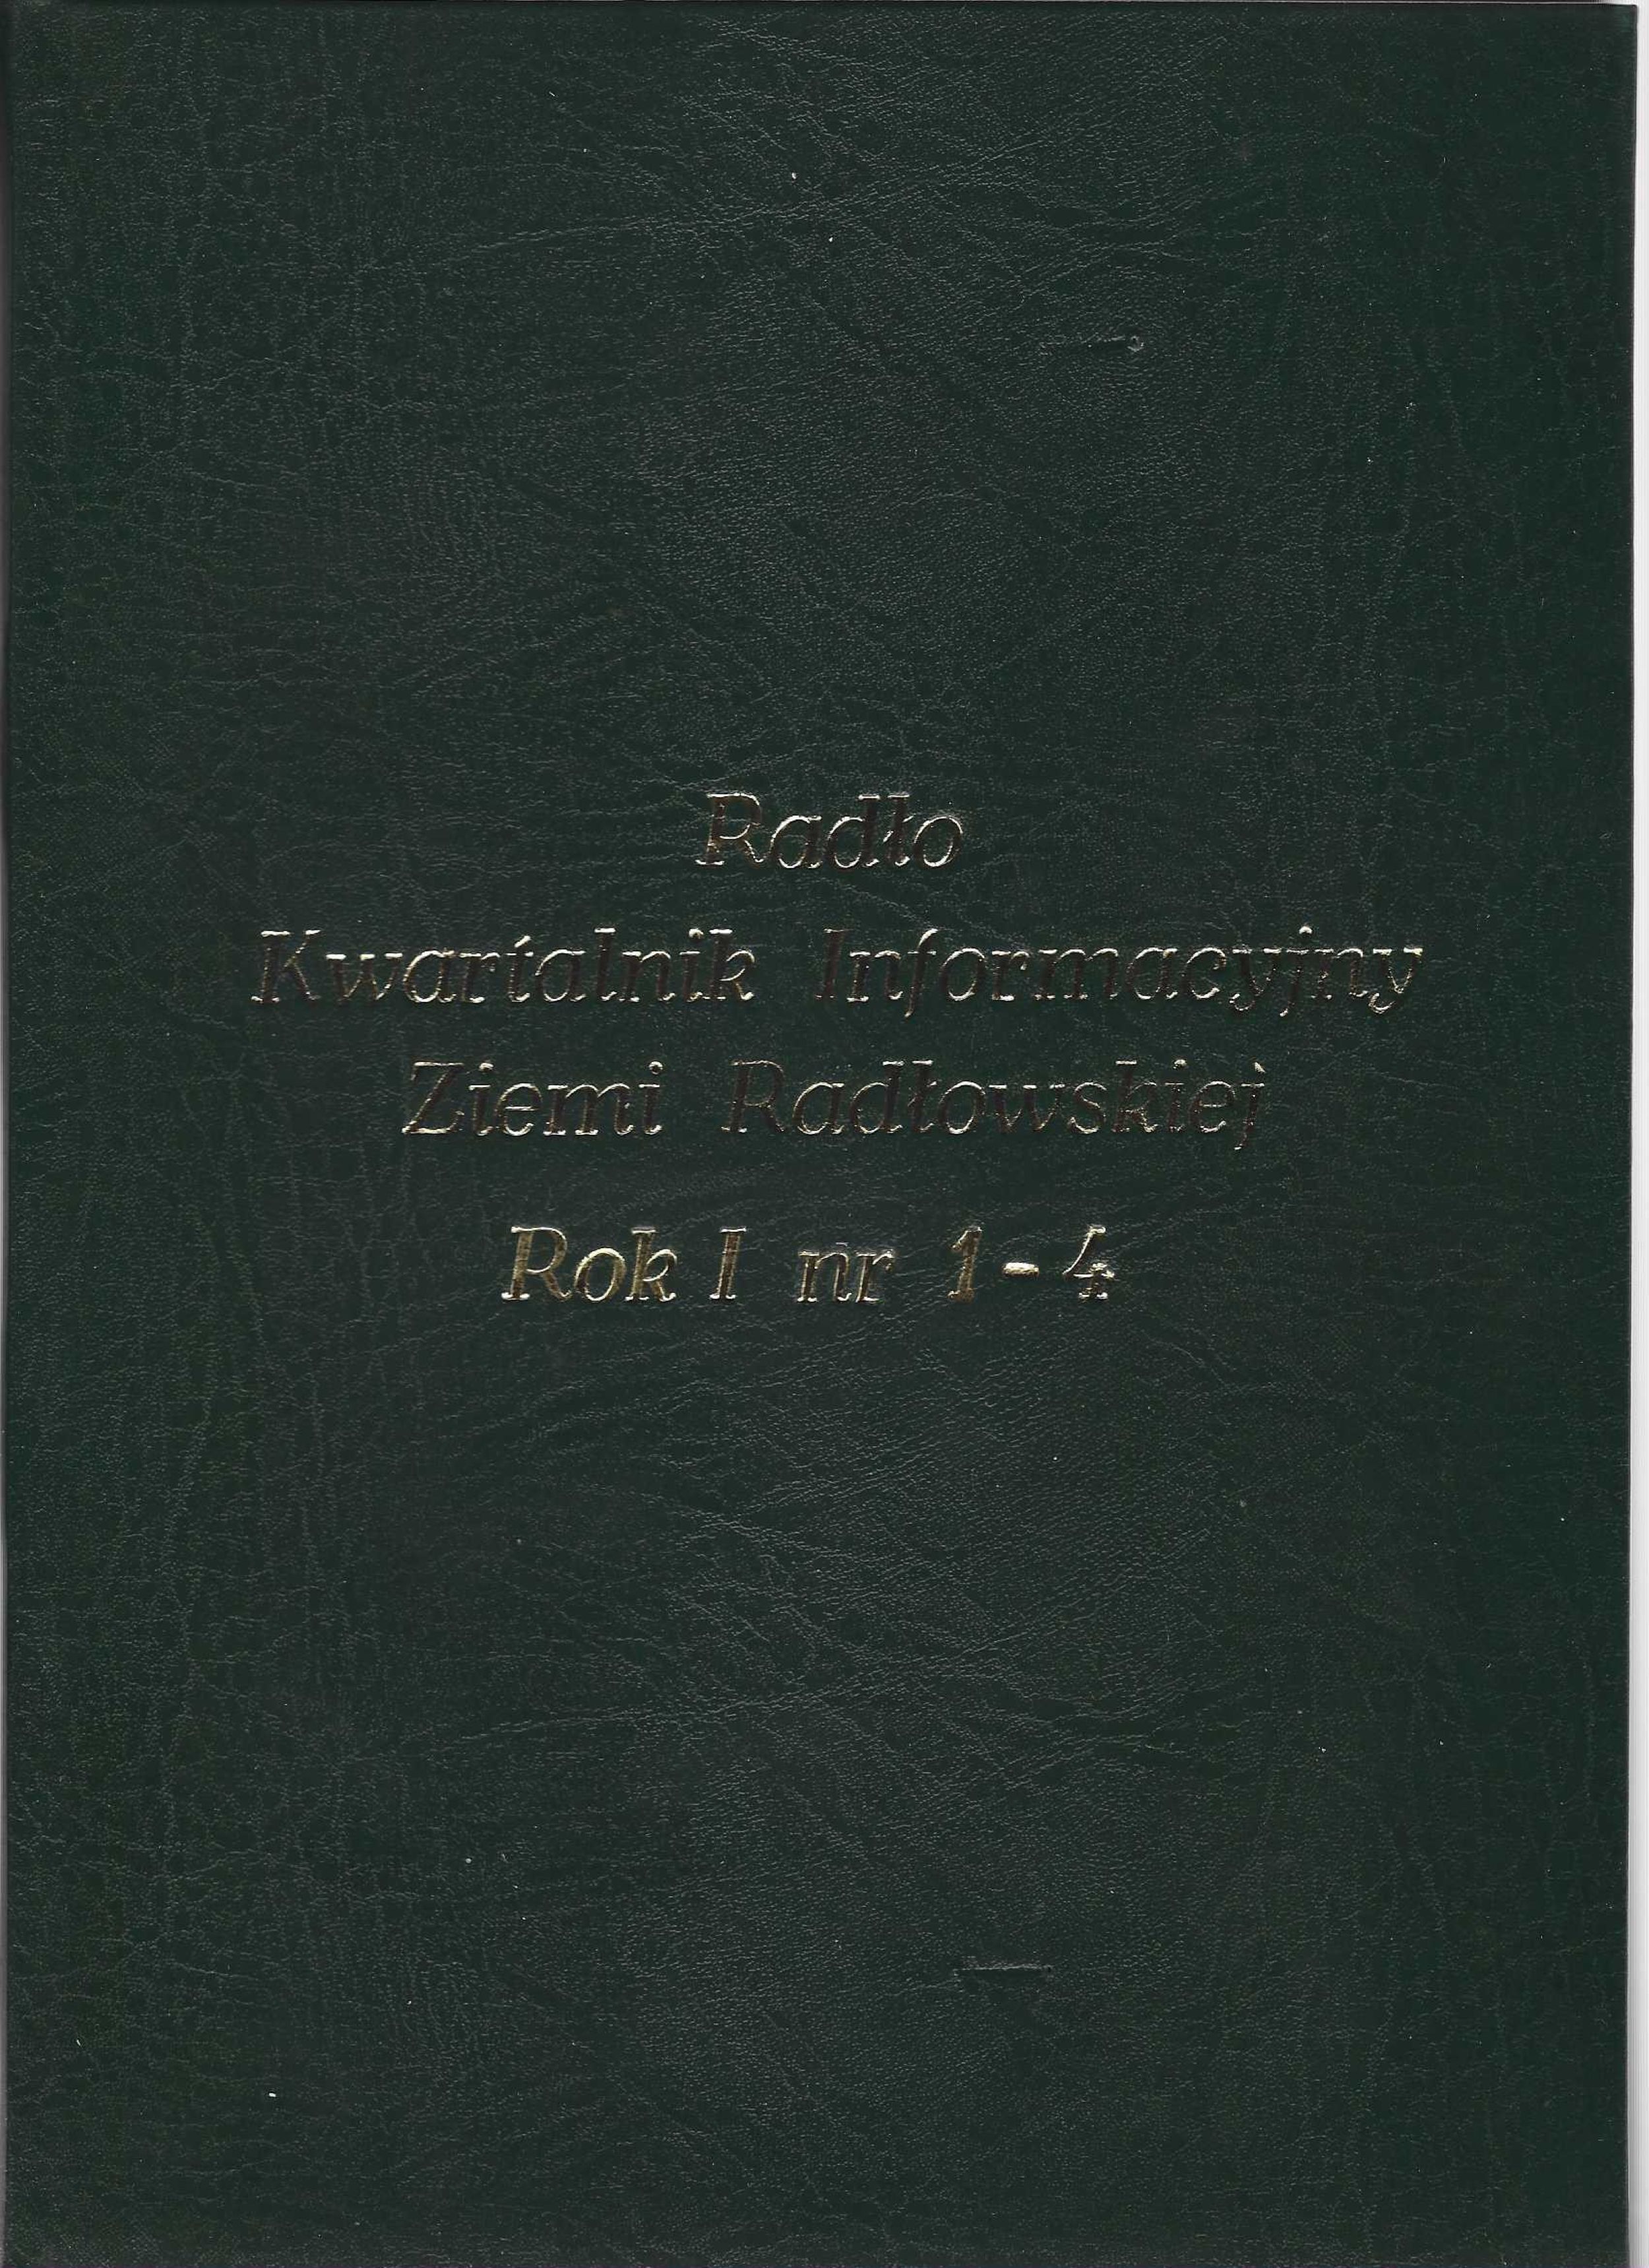 Radło
Kwartalnik Informacyjny
Ziemi Radłowskiej
Rok I nr 1-4